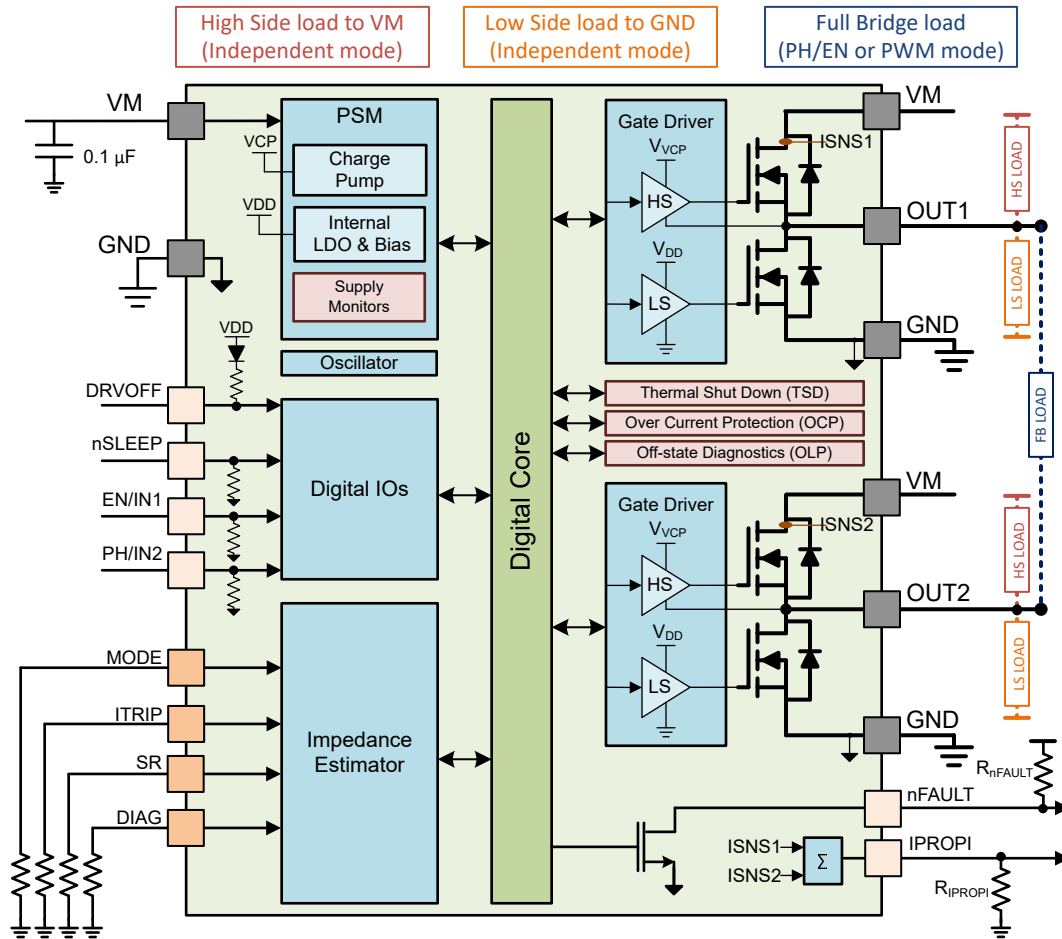 High Side load to VM
(Independent mode)
Low Side load to GND
(Independent mode)
Full Bridge load
(PH/EN or PWM mode)
VM
0.1 µF
GND
PSM
VCP
Charge
Pump
VDD
Internal
LDO & Bias
Supply
Monitors
Oscillator
VDD
DRVOFF
nSLEEP
EN/IN1
PH/IN2
Digital IOs
MODE
ITRIP
SR
DIAG
Impedance
Estimator
Digital Core
Gate Driver
VVCP
HS
VDD
LS
ISNS1
VM
OUT1
GND
HS LOAD
LS LOAD
FB LOAD
Thermal Shut Down (TSD)
Over Current Protection (OCP)
Off-state Diagnostics (OLP)
Gate Driver
VVCP
HS
VDD
LS
ISNS2
VM
OUT2
GND
HS LOAD
LS LOAD
RnFAULT
nFAULT
ISNS1
ISNS2
Σ
IPROPI
RIPROPI